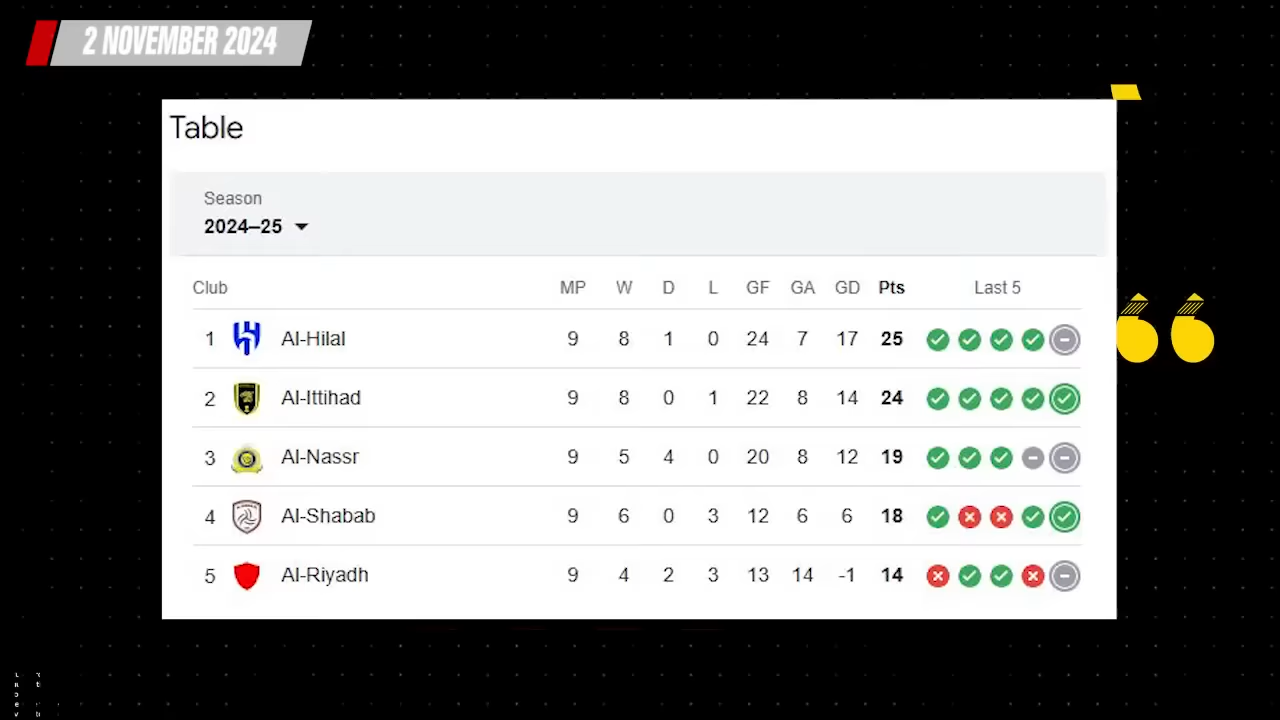 2 NOVEMBER 2024
Table
Season
2024–25
Club MP W D L GF GA GD Pts Last 5
1 Al-Hilal 9 8 1 0 24 7 17 25
2 Al-Ittihad 9 8 0 1 22 8 14 24
3 Al-Nassr 9 5 4 0 20 8 12 19
4 Al-Shabab 9 6 0 3 12 6 6 18
5 Al-Riyadh 9 4 2 3 13 14 -1 14